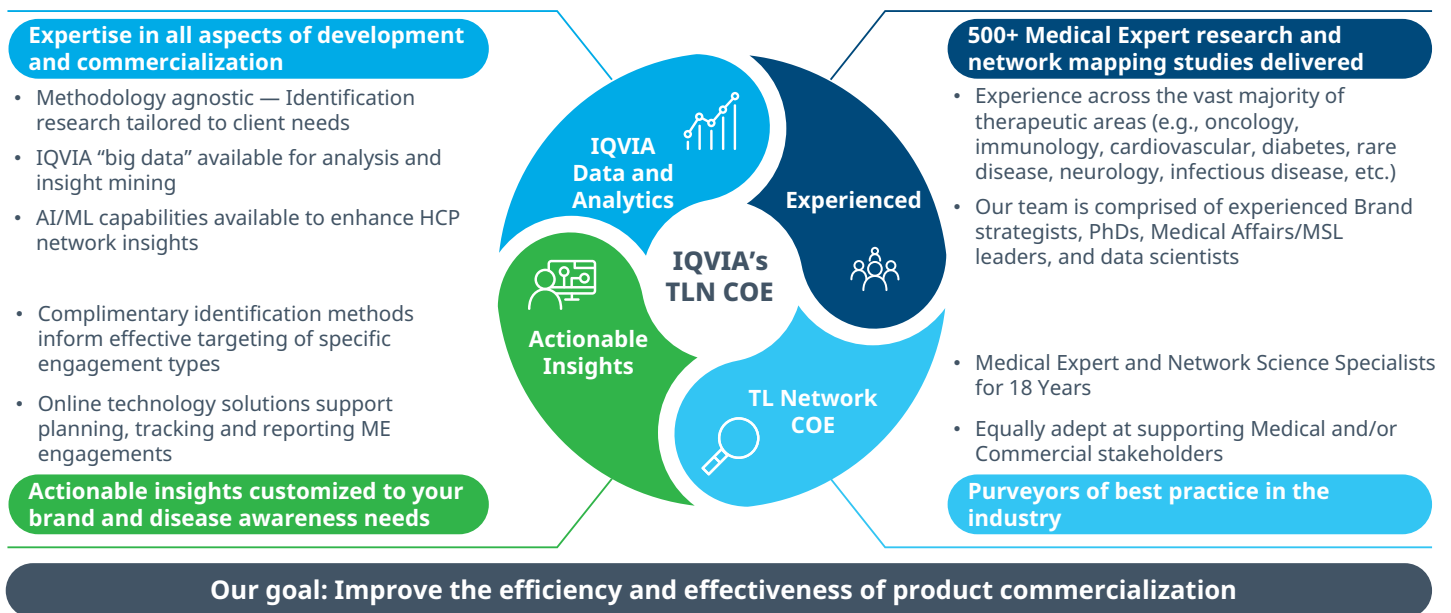 Expertise in all aspects of development
and commercialization
• Methodology agnostic — Identification
research tailored to client needs
• IQVIA “big data” available for analysis and
insight mining
• AI/ML capabilities available to enhance HCP
network insights
• Complimentary identification methods
inform effective targeting of specific
engagement types
• Online technology solutions support
planning, tracking and reporting ME
engagements
Actionable insights customized to your
brand and disease awareness needs
IQVIA
Data and
Analytics
Experienced
IQVIA’s
TLN COE
Actionable
Insights
TL Network
COE
500+ Medical Expert research and
network mapping studies delivered
• Experience across the vast majority of
therapeutic areas (e.g., oncology,
immunology, cardiovascular, diabetes, rare
disease, neurology, infectious disease, etc.)
• Our team is comprised of experienced Brand
strategists, PhDs, Medical Affairs/MSL
leaders, and data scientists
• Medical Expert and Network Science Specialists
for 18 Years
• Equally adept at supporting Medical and/or
Commercial stakeholders
Purveyors of best practice in the
industry
Our goal: Improve the efficiency and effectiveness of product commercialization